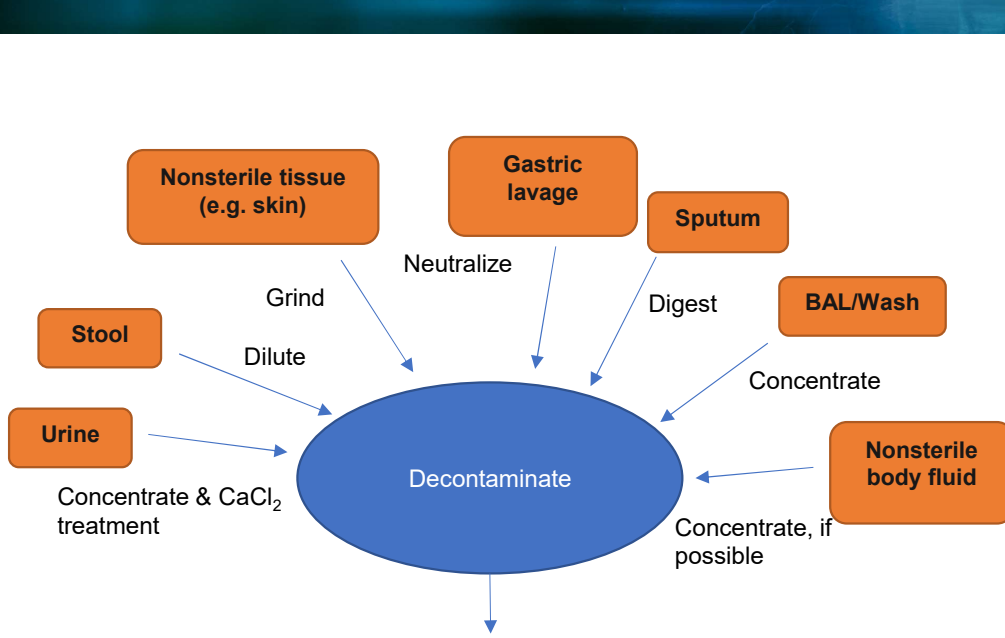 Nonsterile tissue
(e.g. skin)
Gastric
lavage
Sputum
Neutralize
Grind
Digest
BAL/Wash
Stool
Dilute
Concentrate
Urine
Decontaminate
Nonsterile
body fluid
Concentrate & CaCl₂
treatment
Concentrate, if
possible